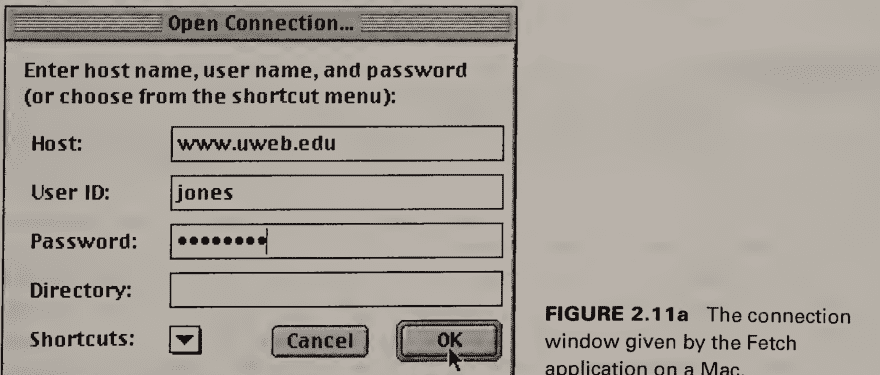 Open Connection...
Enter host name, user name, and password
(or choose from the shortcut menu):
Host: www.uweb.edu
User ID: jones
Password: ••••••••
Directory:
Shortcuts: Cancel OK
FIGURE 2.11a The connection
window given by the Fetch
application on a Mac.